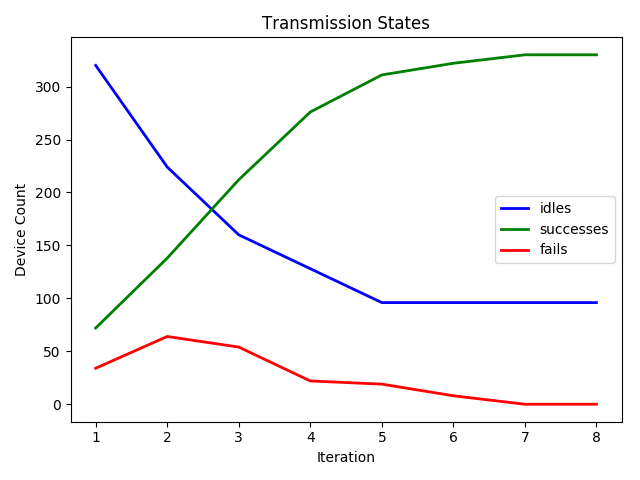 Transmission States
Device Count
300
250
200
150
100
50
0
idles
successes
fails
1 2 3 4 5 6 7 8
Iteration